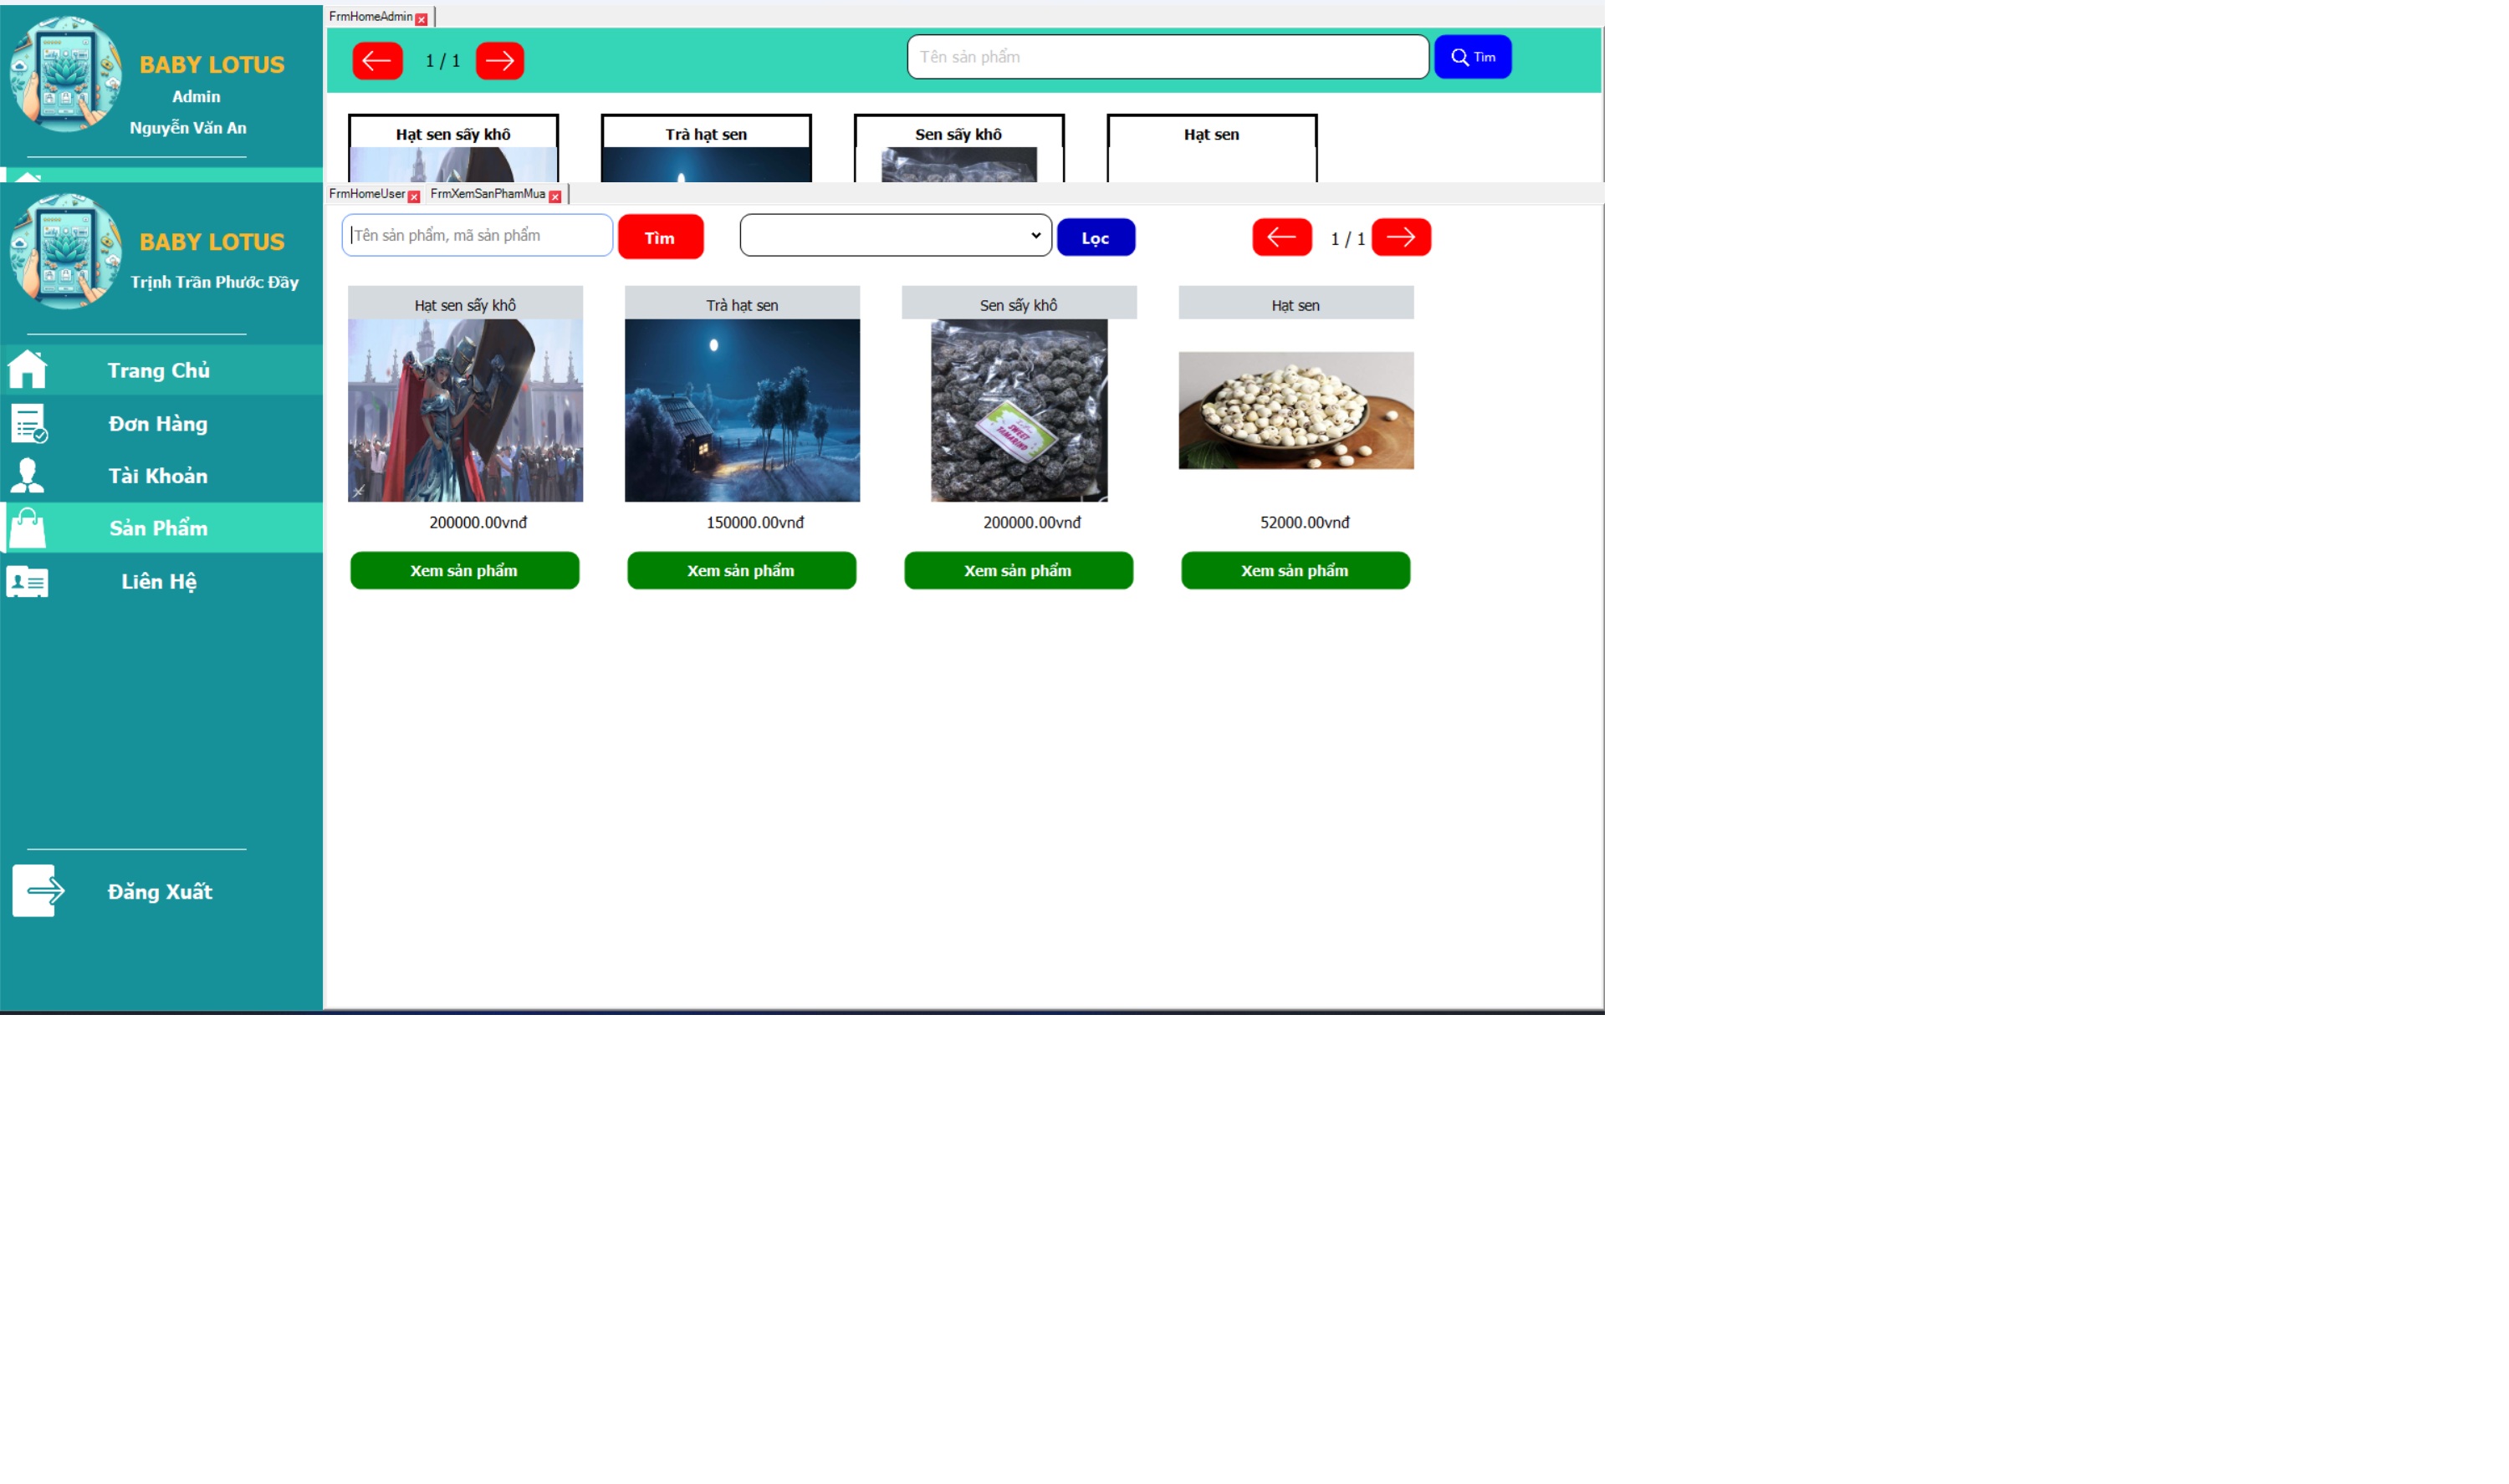 FrmHomeAdmin
BABY LOTUS
Admin
Nguyễn Văn An
1 / 1
Tên sản phẩm
Tìm
Hạt sen sấy khô
Trà hạt sen
Sen sấy khô
Hạt sen
FrmHomeUser
FrmXemSanPhamMua
BABY LOTUS
Trịnh Trần Phước Đầy
Trang Chủ
Đơn Hàng
Tài Khoản
Sản Phẩm
Liên Hệ
Đăng Xuất
Tên sản phẩm, mã sản phẩm
Tìm
Lọc
1 / 1
Hạt sen sấy khô
Trà hạt sen
Sen sấy khô
Hạt sen
SWEET
TAMARIND
200000.00vnđ
150000.00vnđ
200000.00vnđ
52000.00vnđ
Xem sản phẩm
Xem sản phẩm
Xem sản phẩm
Xem sản phẩm